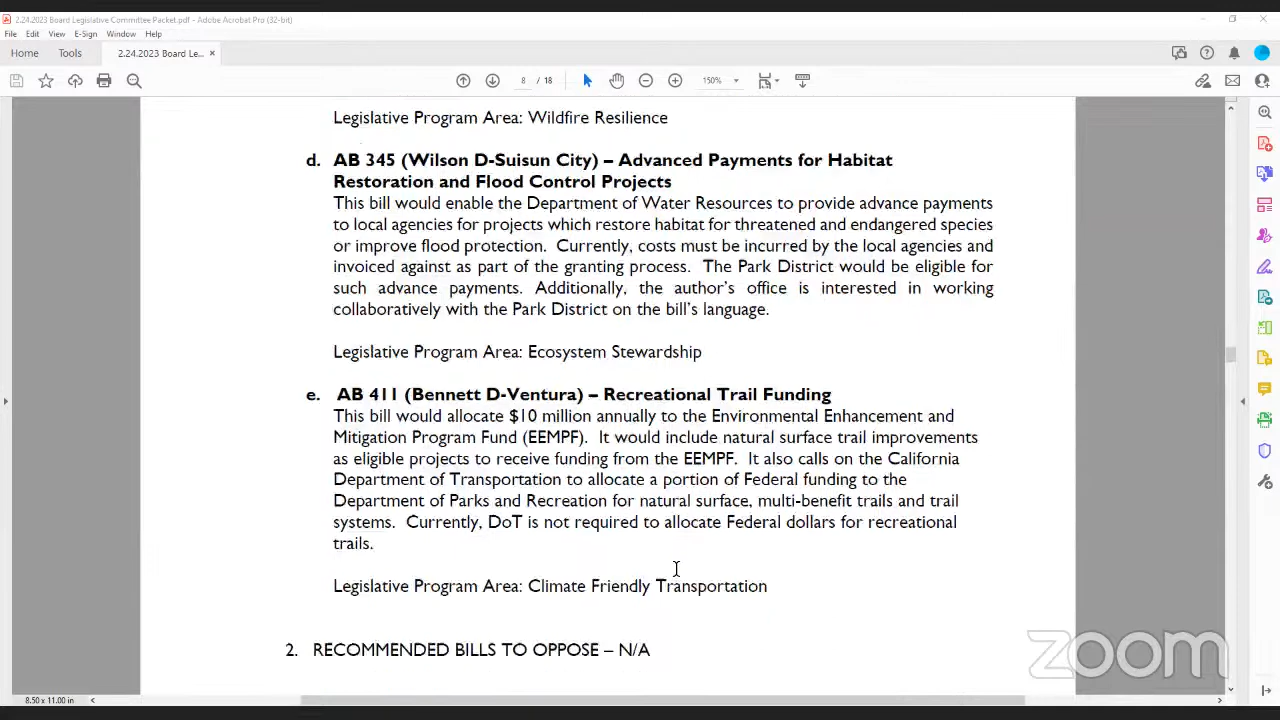 2.24.2023 Board Legislative Committee Packet.pdf - Adobe Acrobat Pro (32-bit)
File Edit View E-Sign Window Help
Home Tools 2.24.2023 Board Le... ×
8 / 18 150%
Legislative Program Area: Wildfire Resilience
d. AB 345 (Wilson D-Suisun City) – Advanced Payments for Habitat
Restoration and Flood Control Projects
This bill would enable the Department of Water Resources to provide advance payments
to local agencies for projects which restore habitat for threatened and endangered species
or improve flood protection. Currently, costs must be incurred by the local agencies and
invoiced against as part of the granting process. The Park District would be eligible for
such advance payments. Additionally, the author's office is interested in working
collaboratively with the Park District on the bill's language.
Legislative Program Area: Ecosystem Stewardship
e. AB 411 (Bennett D-Ventura) – Recreational Trail Funding
This bill would allocate $10 million annually to the Environmental Enhancement and
Mitigation Program Fund (EEMPF). It would include natural surface trail improvements
as eligible projects to receive funding from the EEMPF. It also calls on the California
Department of Transportation to allocate a portion of Federal funding to the
Department of Parks and Recreation for natural surface, multi-benefit trails and trail
systems. Currently, DoT is not required to allocate Federal dollars for recreational
trails.
Legislative Program Area: Climate Friendly Transportation
2. RECOMMENDED BILLS TO OPPOSE – N/A
zoom
8.50 x 11.00 in